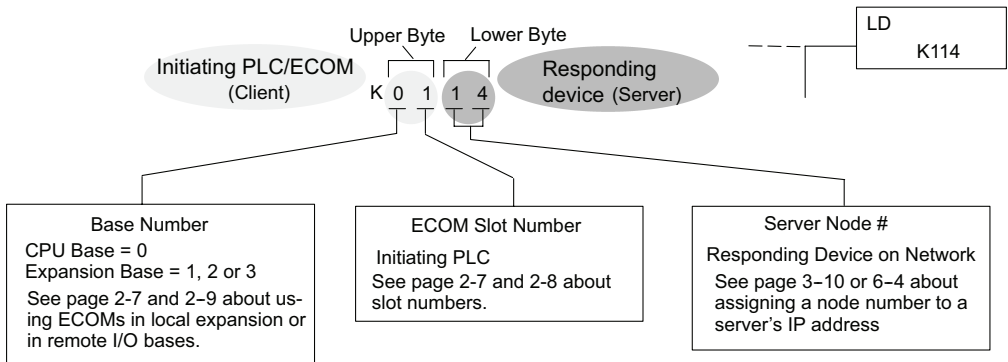 Upper Byte
Lower Byte
Initiating PLC/ECOM
(Client)
K 0 1 1 4
Responding
device (Server)
LD
K114
Base Number
CPU Base = 0
Expansion Base = 1, 2 or 3
See page 2-7 and 2–9 about us-
ing ECOMs in local expansion or
in remote I/O bases.
ECOM Slot Number
Initiating PLC
See page 2-7 and 2-8 about
slot numbers.
Server Node #
Responding Device on Network
See page 3–10 or 6–4 about
assigning a node number to a
server's IP address